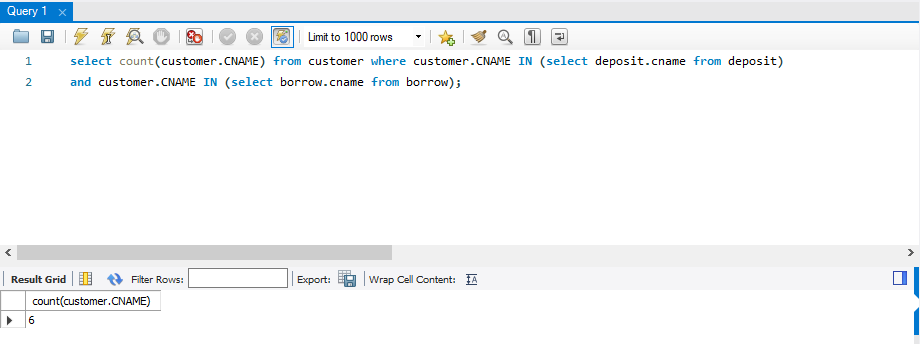 Query 1
Limit to 1000 rows
1 select count(customer.CNAME) from customer where customer.CNAME IN (select deposit.cname from deposit)
2 and customer.CNAME IN (select borrow.cname from borrow);
Result Grid Filter Rows: Export: Wrap Cell Content:
count(customer.CNAME)
6